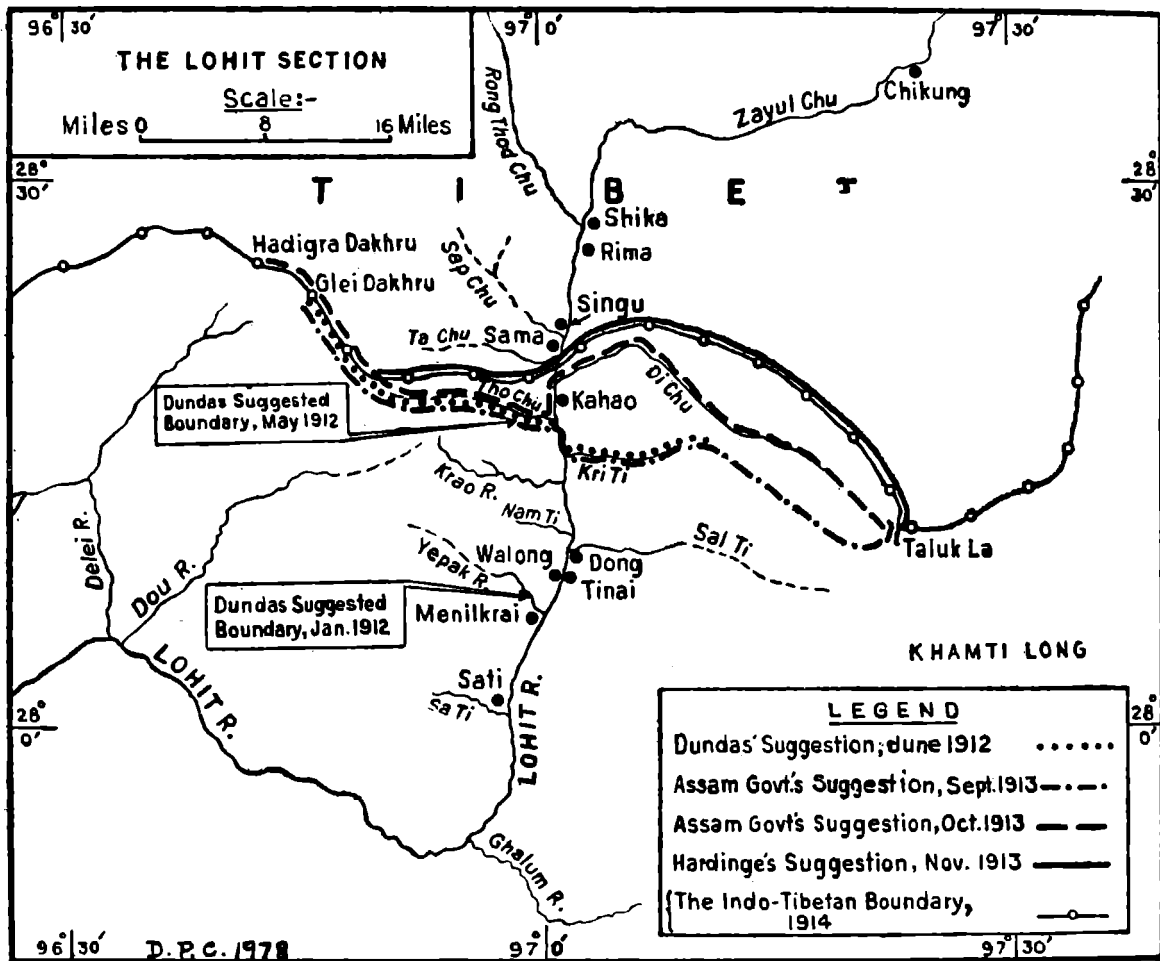 96° 30'
97° 0'
97° 30'
THE LOHIT SECTION
Scale:-
Miles 0 8 16 Miles
Rong Thod Chu
Zayul Chu
Chikung
28° 30'
28° 30'
TIBET
Shika
Rima
Hadigra Dakhru
Glei Dakhru
Sap Chu
Singu
Ta Chu
Sama
Tho Chu
Di Chu
Kahao
Dundas Suggested
Boundary, May 1912
Kri Ti
Krao R.
Nam Ti
Sal Ti
Taluk La
Delei R.
Dou R.
Walong
Dong
Yepak R.
Tinai
Dundas Suggested
Boundary, Jan. 1912
Menilkrai
KHAMTI LONG
LOHIT R.
Sati
Sa Ti
LOHIT R.
28° 0'
28° 0'
Ghalum R.
LEGEND
Dundas' Suggestion; June 1912
Assam Govt's Suggestion, Sept. 1913
Assam Govt's Suggestion, Oct. 1913
Hardinge's Suggestion, Nov. 1913
The Indo-Tibetan Boundary,
1914
96° 30'
D.P.C. 1978
97° 0'
97° 30'